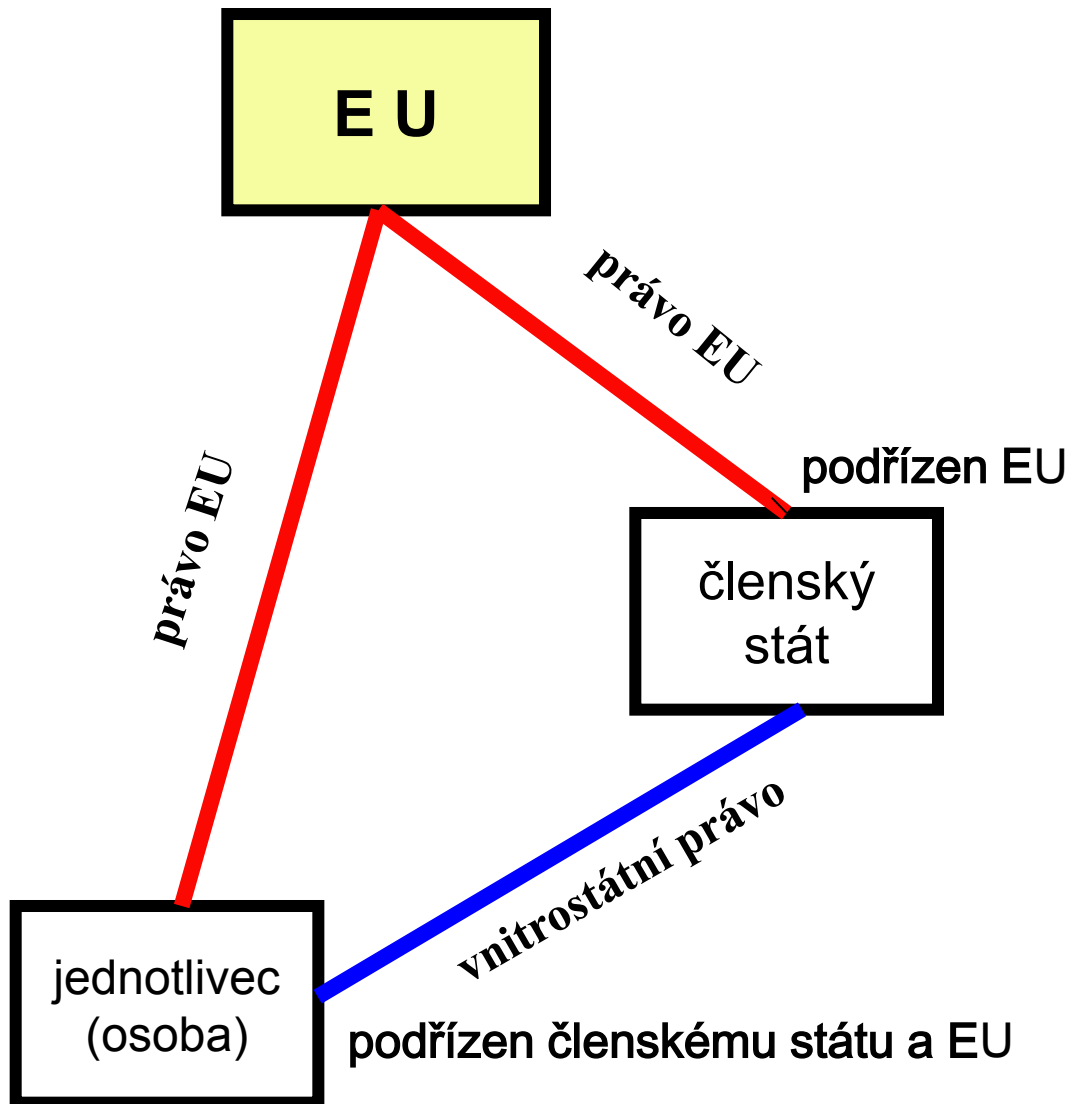 E U
právo EU
právo EU
podřízen EU
členský
stát
vnitrostátní právo
jednotlivec
(osoba)
podřízen členskému státu a EU